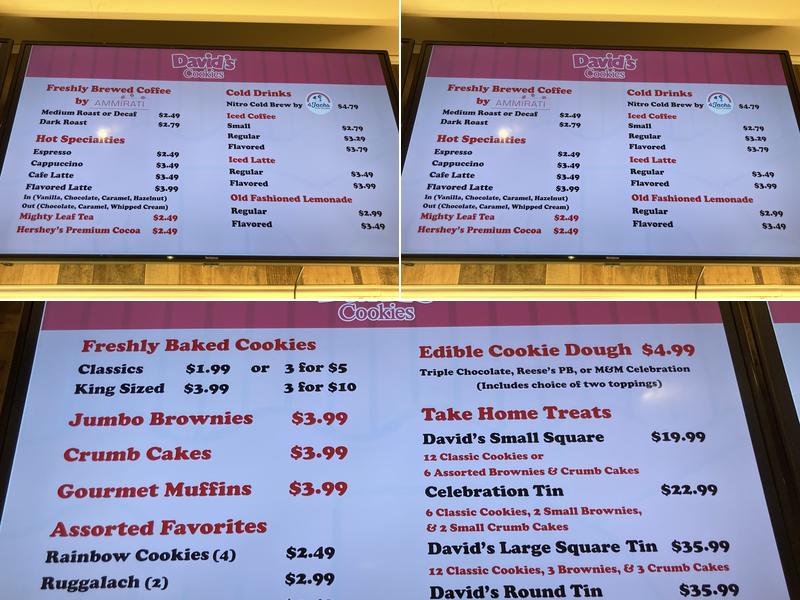 David's
Cookies
Freshly Brewed Coffee
by AMMIRATI
Medium Roast or Decaf $2.49
Dark Roast $2.79
Hot Specialties
Espresso $2.49
Cappuccino $3.49
Cafe Latte $3.49
Flavored Latte $3.99
In (Vanilla, Chocolate, Caramel, Hazelnut)
Out (Chocolate, Caramel, Whipped Cream)
Mighty Leaf Tea $2.49
Hershey's Premium Cocoa $2.49
Cold Drinks
Nitro Cold Brew by Jacks $4.79
Iced Coffee
Small $2.79
Regular $3.29
Flavored $3.79
Iced Latte
Regular $3.49
Flavored $3.99
Old Fashioned Lemonade
Regular $2.99
Flavored $3.49
David's
Cookies
Freshly Brewed Coffee
by AMMIRATI
Medium Roast or Decaf $2.49
Dark Roast $2.79
Hot Specialties
Espresso $2.49
Cappuccino $3.49
Cafe Latte $3.49
Flavored Latte $3.99
In (Vanilla, Chocolate, Caramel, Hazelnut)
Out (Chocolate, Caramel, Whipped Cream)
Mighty Leaf Tea $2.49
Hershey's Premium Cocoa $2.49
Cold Drinks
Nitro Cold Brew by Jacks $4.79
Iced Coffee
Small $2.79
Regular $3.29
Flavored $3.79
Iced Latte
Regular $3.49
Flavored $3.99
Old Fashioned Lemonade
Regular $2.99
Flavored $3.49
Cookies
Freshly Baked Cookies
Classics $1.99 or 3 for $5
King Sized $3.99 3 for $10
Jumbo Brownies $3.99
Crumb Cakes $3.99
Gourmet Muffins $3.99
Assorted Favorites
Rainbow Cookies (4) $2.49
Ruggalach (2) $2.99
Edible Cookie Dough $4.99
Triple Chocolate, Reese's PB, or M&M Celebration
(Includes choice of two toppings)
Take Home Treats
David's Small Square $19.99
12 Classic Cookies or
6 Assorted Brownies & Crumb Cakes
Celebration Tin $22.99
6 Classic Cookies, 2 Small Brownies,
& 2 Small Crumb Cakes
David's Large Square Tin $35.99
12 Classic Cookies, 3 Brownies, & 3 Crumb Cakes
David's Round Tin $35.99